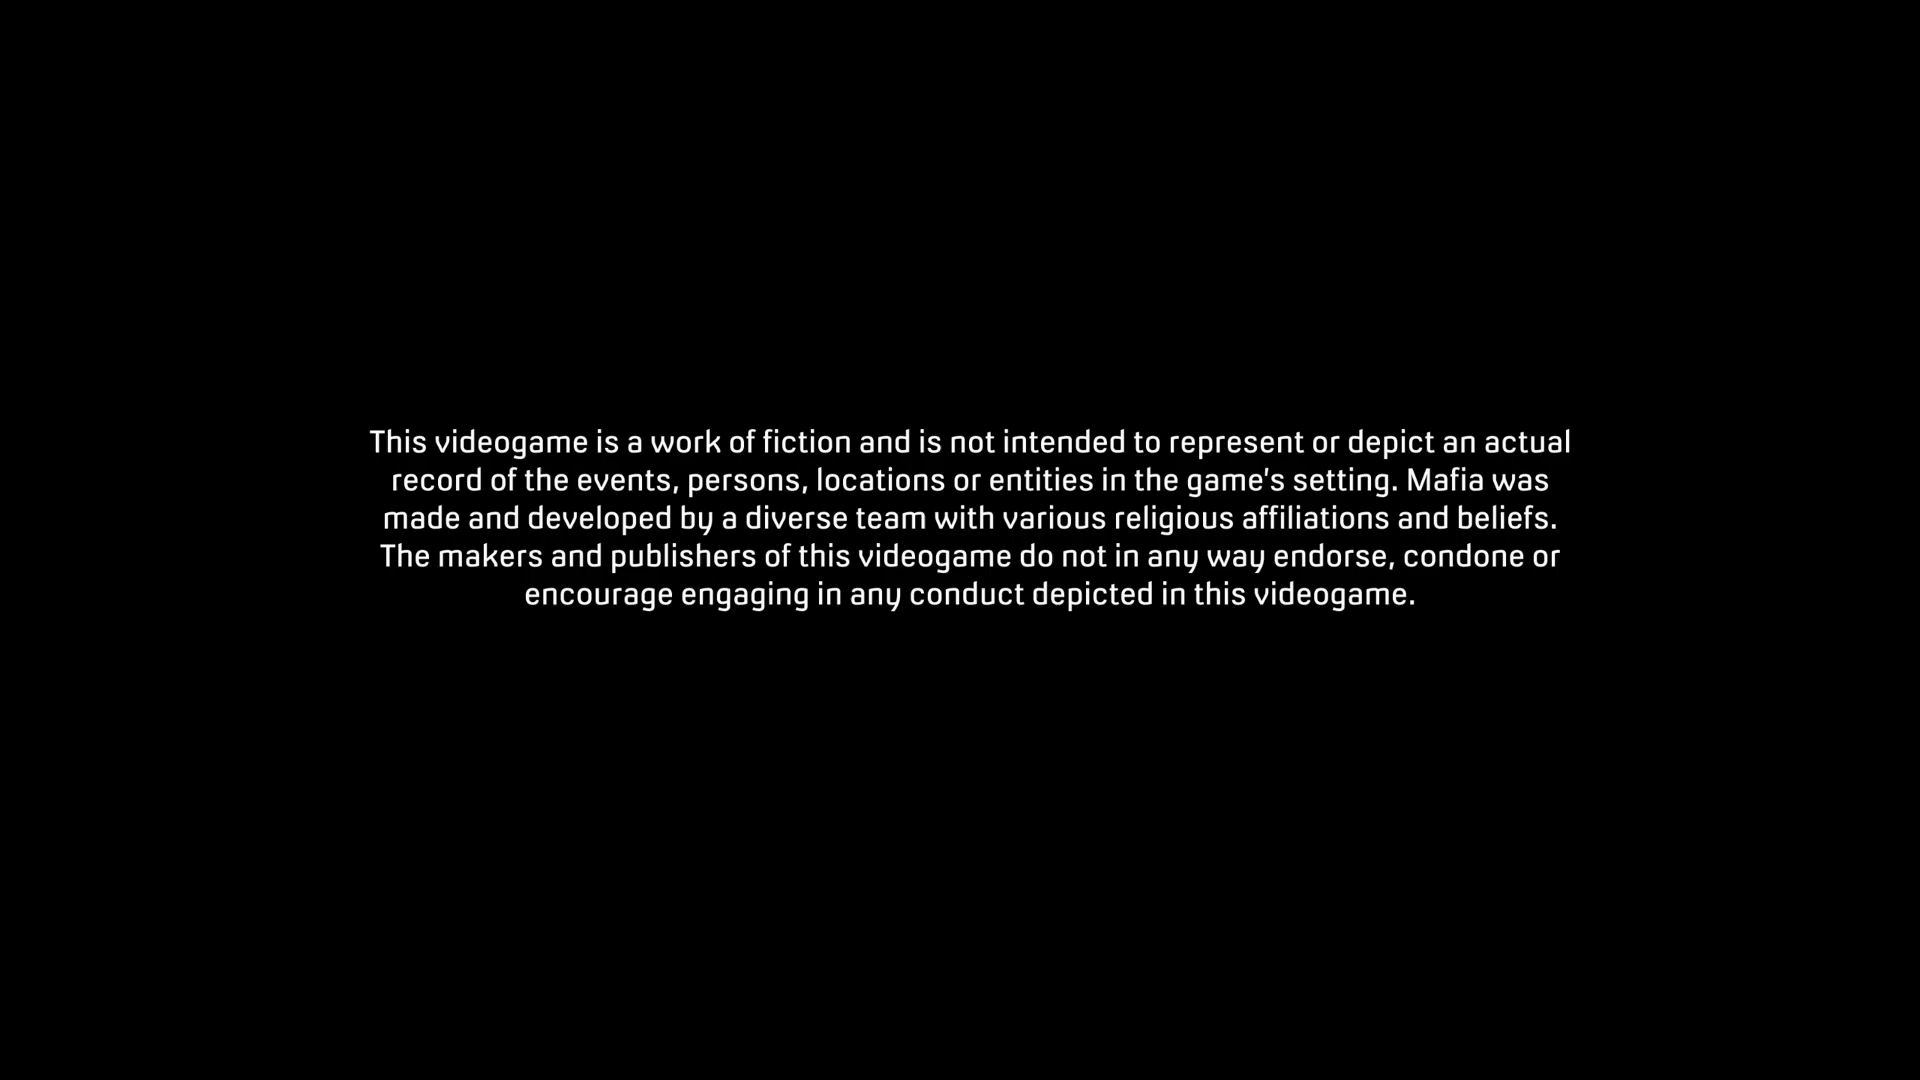 This videogame is a work of fiction and is not intended to represent or depict an actual
record of the events, persons, locations or entities in the game's setting. Mafia was
made and developed by a diverse team with various religious affiliations and beliefs.
The makers and publishers of this videogame do not in any way endorse, condone or
encourage engaging in any conduct depicted in this videogame.